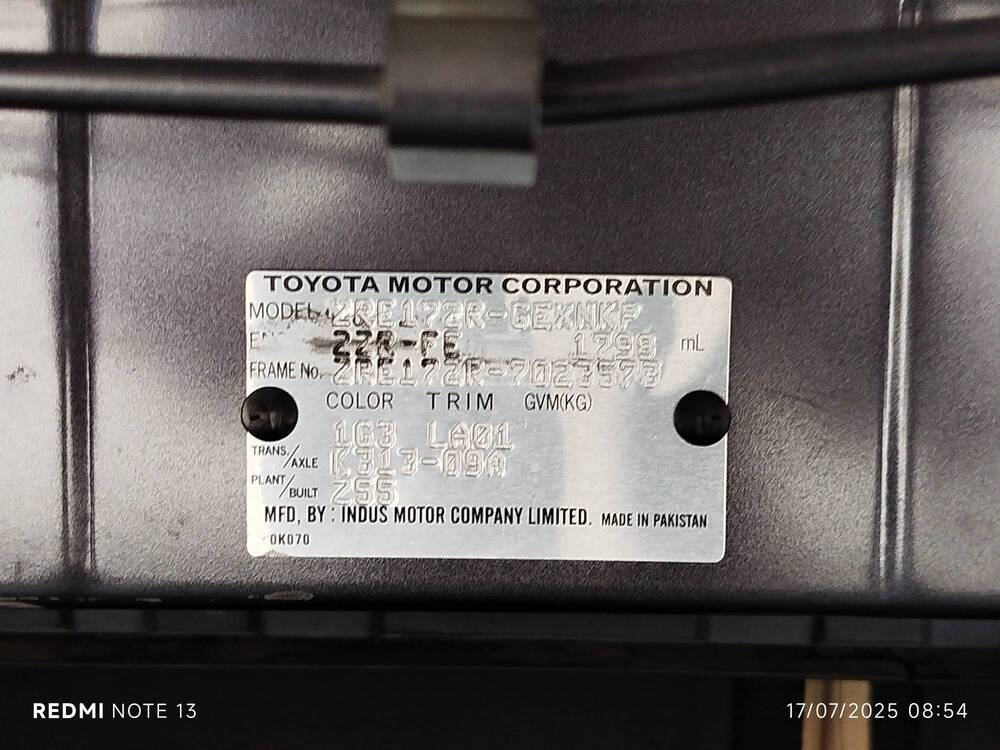 TOYOTA MOTOR CORPORATION
MODEL ZRE172R-GEXNKP
2ZR-FE 1798 mL
FRAME No. ZRE172R-7023573
COLOR TRIM GVM(KG)
1G3 LA01
TRANS/AXLE K313-09A
PLANT/BUILT Z55
MFD, BY : INDUS MOTOR COMPANY LIMITED. MADE IN PAKISTAN
0K070
REDMI NOTE 13
17/07/2025 08:54